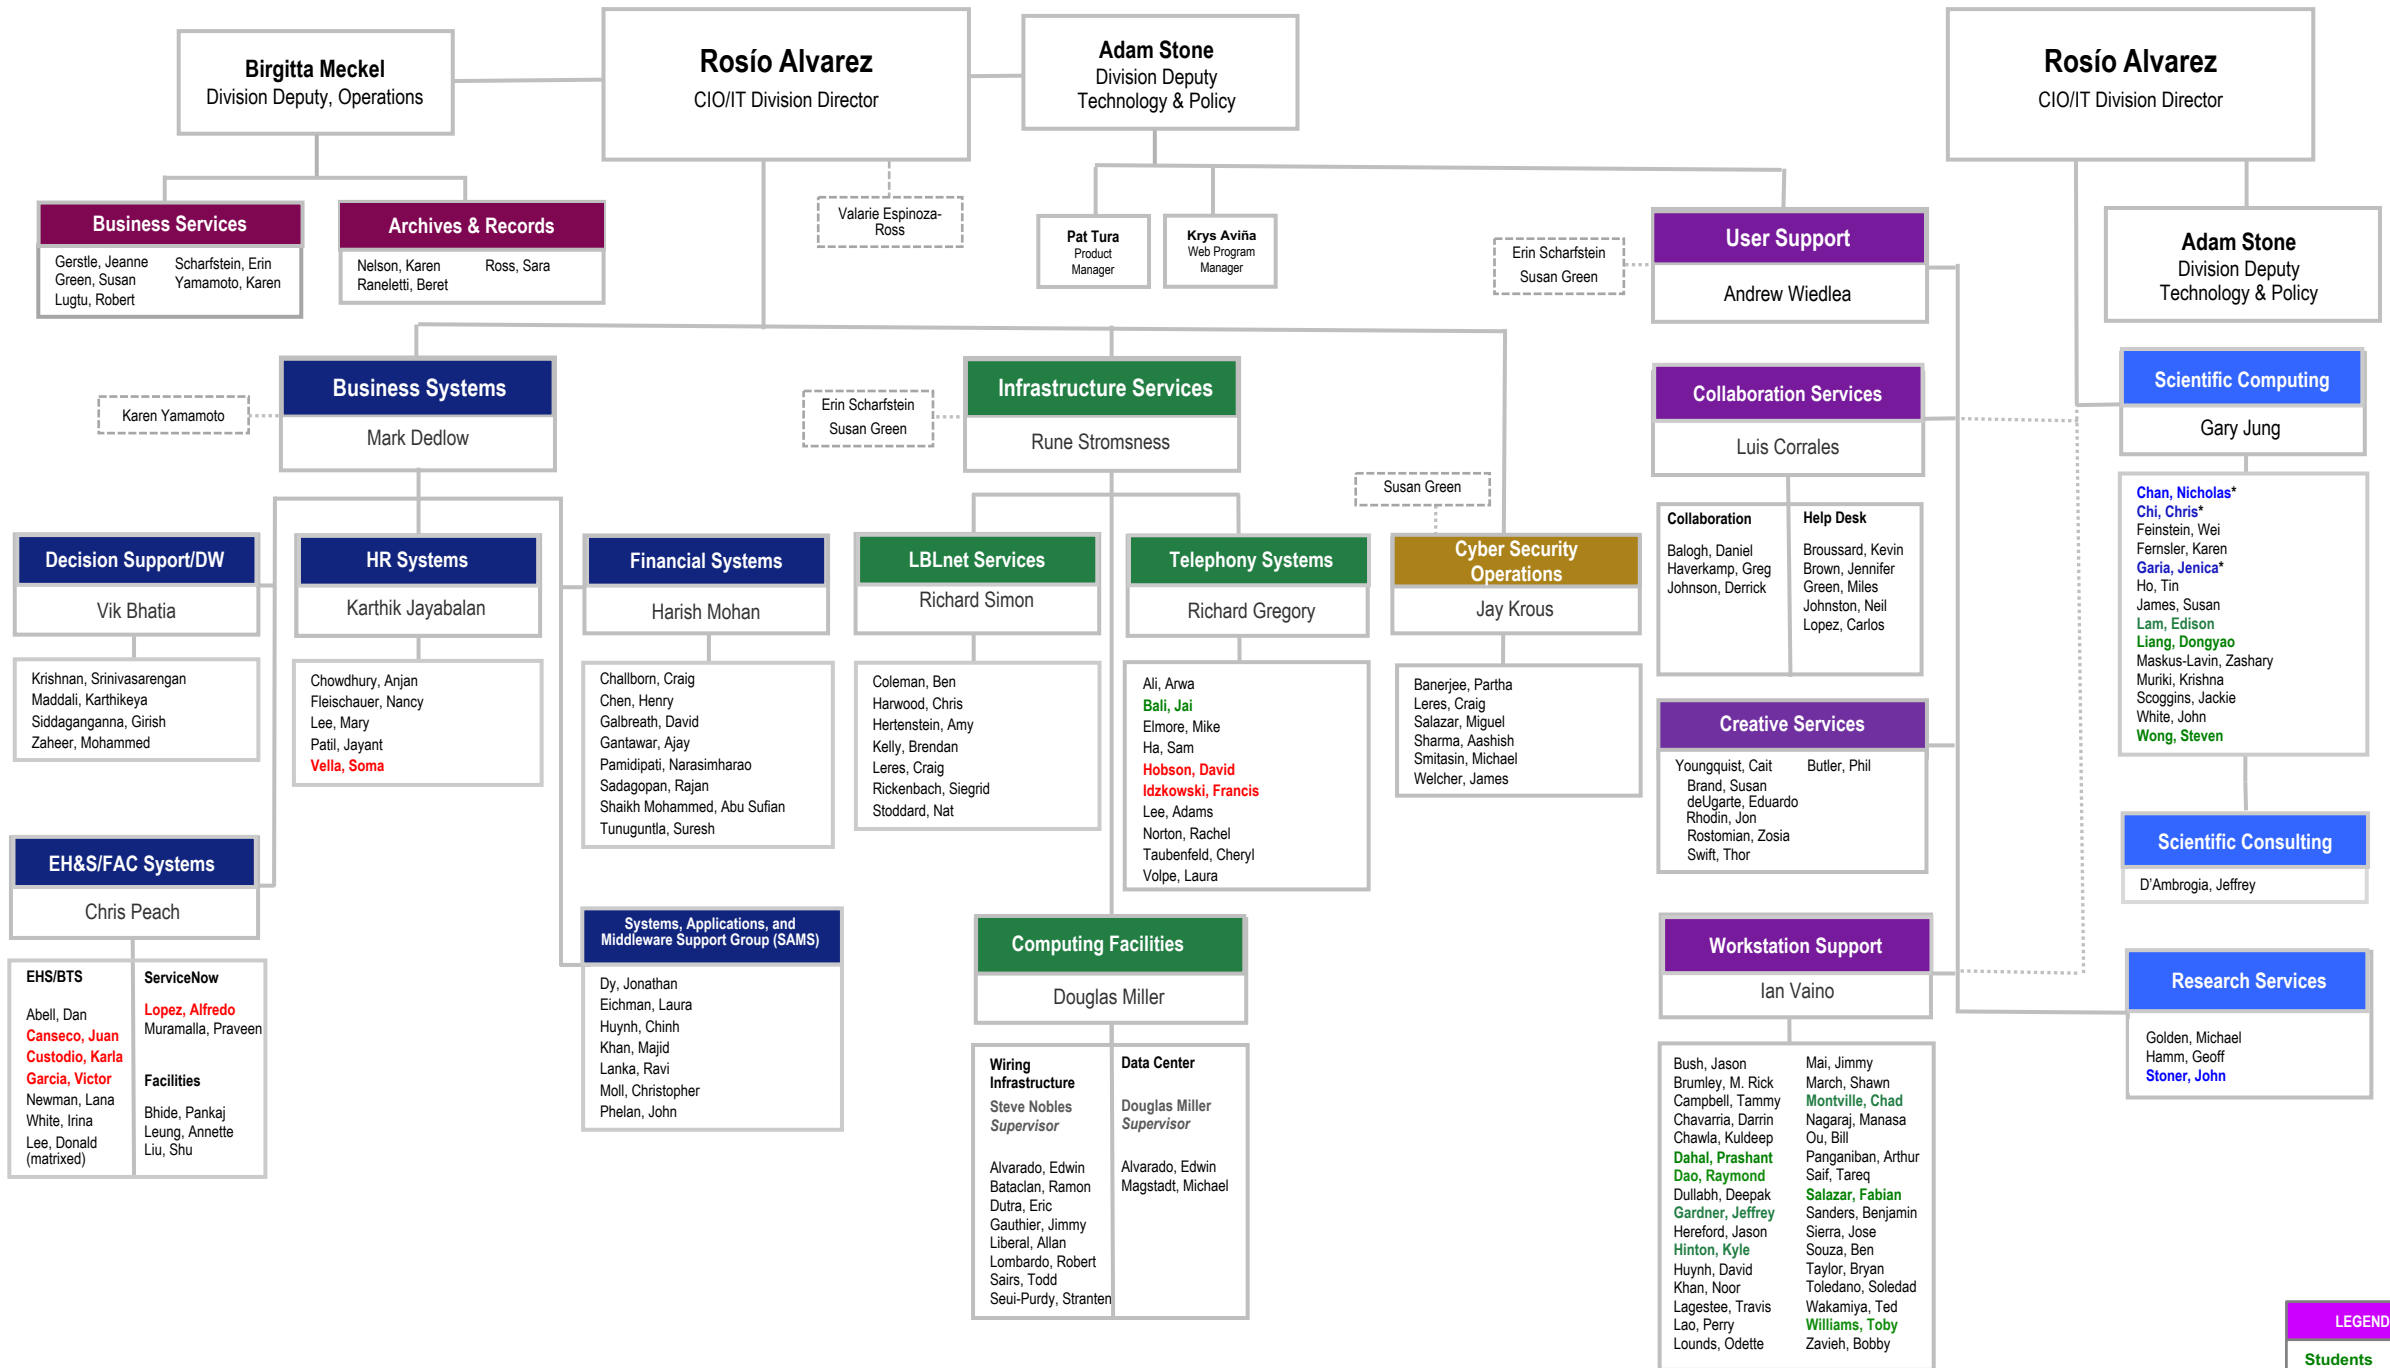 Birgitta Meckel
Division Deputy, Operations
Rosío Alvarez
CIO/IT Division Director
Adam Stone
Division Deputy
Technology & Policy
Rosío Alvarez
CIO/IT Division Director
Adam Stone
Division Deputy
Technology & Policy
Valarie Espinoza-
Ross
Business Services
Gerstle, Jeanne
Green, Susan
Lugtu, Robert
Scharfstein, Erin
Yamamoto, Karen
Archives & Records
Nelson, Karen
Raneletti, Beret
Ross, Sara
Pat Tura
Product
Manager
Krys Aviña
Web Program
Manager
Erin Scharfstein
Susan Green
User Support
Andrew Wiedlea
Karen Yamamoto
Business Systems
Mark Dedlow
Erin Scharfstein
Susan Green
Infrastructure Services
Rune Stromsness
Susan Green
Decision Support/DW
Vik Bhatia
Krishnan, Srinivasarengan
Maddali, Karthikeya
Siddaganganna, Girish
Zaheer, Mohammed
HR Systems
Karthik Jayabalan
Chowdhury, Anjan
Fleischauer, Nancy
Lee, Mary
Patil, Jayant
Vella, Soma
Financial Systems
Harish Mohan
Challborn, Craig
Chen, Henry
Galbreath, David
Gantawar, Ajay
Pamidipati, Narasimharao
Sadagopan, Rajan
Shaikh Mohammed, Abu Sufian
Tunuguntla, Suresh
LBLnet Services
Richard Simon
Coleman, Ben
Harwood, Chris
Hertenstein, Amy
Kelly, Brendan
Leres, Craig
Rickenbach, Siegrid
Stoddard, Nat
Telephony Systems
Richard Gregory
Ali, Arwa
Bali, Jai
Elmore, Mike
Ha, Sam
Hobson, David
Idzkowski, Francis
Lee, Adams
Norton, Rachel
Taubenfeld, Cheryl
Volpe, Laura
Cyber Security
Operations
Jay Krous
Banerjee, Partha
Leres, Craig
Salazar, Miguel
Sharma, Aashish
Smitasin, Michael
Welcher, James
Collaboration Services
Luis Corrales
Collaboration
Balogh, Daniel
Haverkamp, Greg
Johnson, Derrick
Help Desk
Broussard, Kevin
Brown, Jennifer
Green, Miles
Johnston, Neil
Lopez, Carlos
Creative Services
Youngquist, Cait
Brand, Susan
deUgarte, Eduardo
Rhodin, Jon
Rostomian, Zosia
Swift, Thor
Butler, Phil
Scientific Computing
Gary Jung
Chan, Nicholas*
Chi, Chris*
Feinstein, Wei
Fernsler, Karen
Garia, Jenica*
Ho, Tin
James, Susan
Lam, Edison
Liang, Dongyao
Maskus-Lavin, Zashary
Muriki, Krishna
Scoggins, Jackie
White, John
Wong, Steven
Scientific Consulting
D'Ambrogia, Jeffrey
EH&S/FAC Systems
Chris Peach
EHS/BTS
Abell, Dan
Canseco, Juan
Custodio, Karla
Garcia, Victor
Newman, Lana
White, Irina
Lee, Donald
(matrixed)
ServiceNow
Lopez, Alfredo
Muramalla, Praveen
Facilities
Bhide, Pankaj
Leung, Annette
Liu, Shu
Systems, Applications, and
Middleware Support Group (SAMS)
Dy, Jonathan
Eichman, Laura
Huynh, Chinh
Khan, Majid
Lanka, Ravi
Moll, Christopher
Phelan, John
Computing Facilities
Douglas Miller
Wiring
Infrastructure
Steve Nobles
Supervisor
Alvarado, Edwin
Bataclan, Ramon
Dutra, Eric
Gauthier, Jimmy
Liberal, Allan
Lombardo, Robert
Sairs, Todd
Seui-Purdy, Stranten
Data Center
Douglas Miller
Supervisor
Alvarado, Edwin
Magstadt, Michael
Workstation Support
Ian Vaino
Bush, Jason
Brumley, M. Rick
Campbell, Tammy
Chavarria, Darrin
Chawla, Kuldeep
Dahal, Prashant
Dao, Raymond
Dullabh, Deepak
Gardner, Jeffrey
Hereford, Jason
Hinton, Kyle
Huynh, David
Khan, Noor
Lagestee, Travis
Lao, Perry
Lounds, Odette
Mai, Jimmy
March, Shawn
Montville, Chad
Nagaraj, Manasa
Ou, Bill
Panganiban, Arthur
Saif, Tareq
Salazar, Fabian
Sanders, Benjamin
Sierra, Jose
Souza, Ben
Taylor, Bryan
Toledano, Soledad
Wakamiya, Ted
Williams, Toby
Zavieh, Bobby
Research Services
Golden, Michael
Hamm, Geoff
Stoner, John
LEGEND
Students